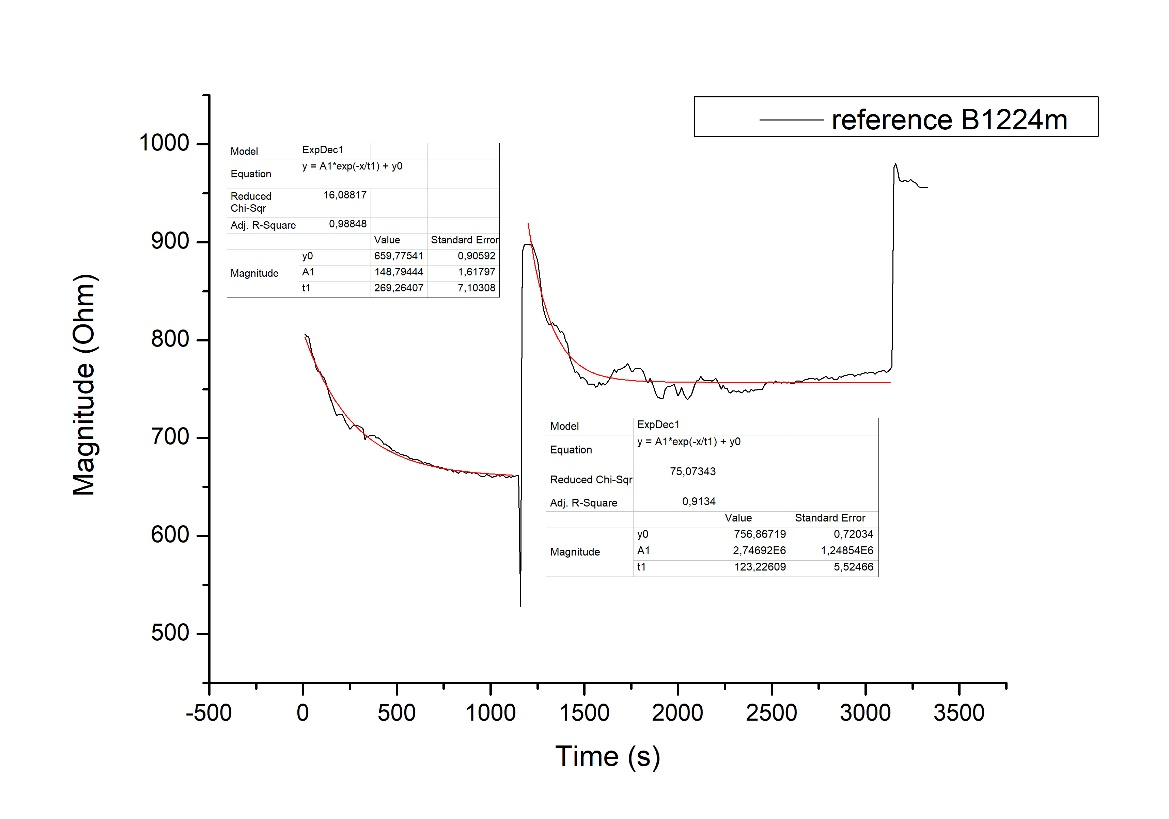 reference B1224m
Magnitude (Ohm)
1000
900
800
700
600
500
Model ExpDec1
Equation y = A1*exp(-x/t1) + y0
Reduced Chi-Sqr 16,08817
Adj. R-Square 0,98848
Value Standard Error
y0 659,77541 0,90592
Magnitude A1 148,79444 1,61797
t1 269,26407 7,10308
Model ExpDec1
Equation y = A1*exp(-x/t1) + y0
Reduced Chi-Sqr 75,07343
Adj. R-Square 0,9134
Value Standard Error
y0 756,86719 0,72034
Magnitude A1 2,74692E6 1,24854E6
t1 123,22609 5,52466
-500 0 500 1000 1500 2000 2500 3000 3500
Time (s)